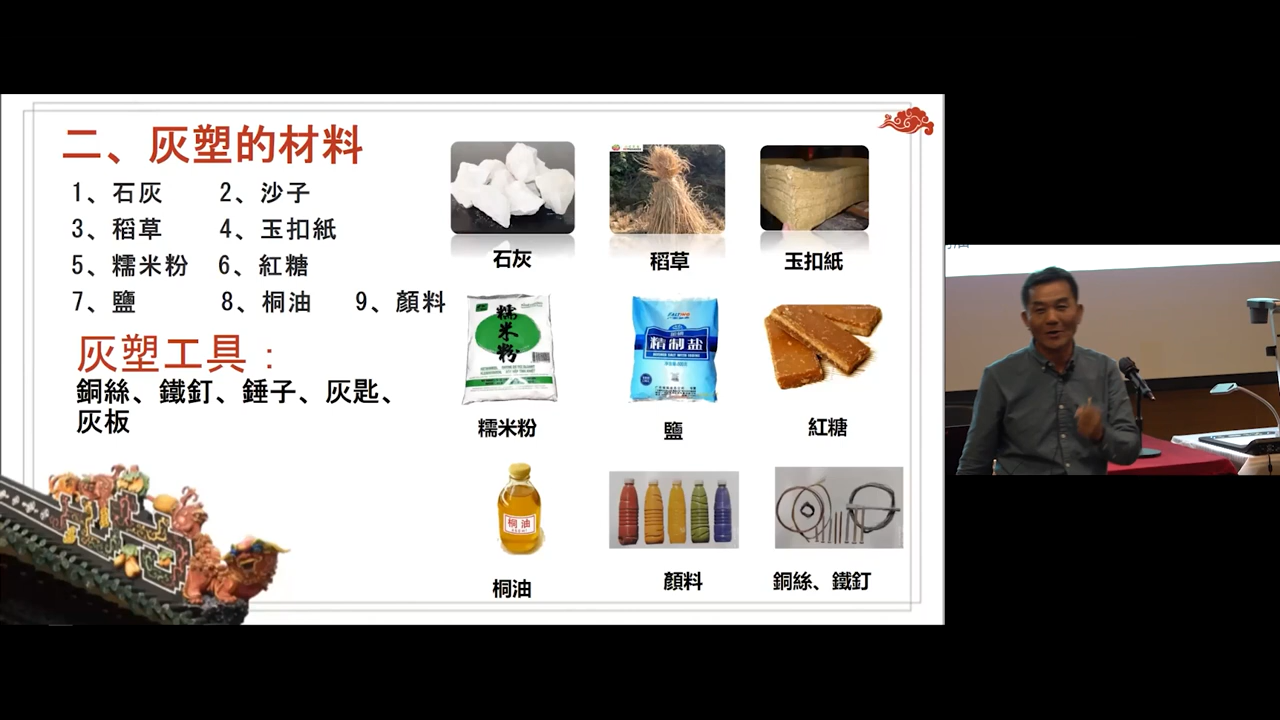 二、灰塑的材料
1、石灰 2、沙子
3、稻草 4、玉扣紙
5、糯米粉 6、紅糖
7、鹽 8、桐油 9、顏料
灰塑工具：
銅絲、鐵釘、錘子、灰匙、
灰板
石灰
稻草
玉扣紙
糯米粉
精制盐
糯米粉
鹽
紅糖
桐油
桐油
顏料
銅絲、鐵釘